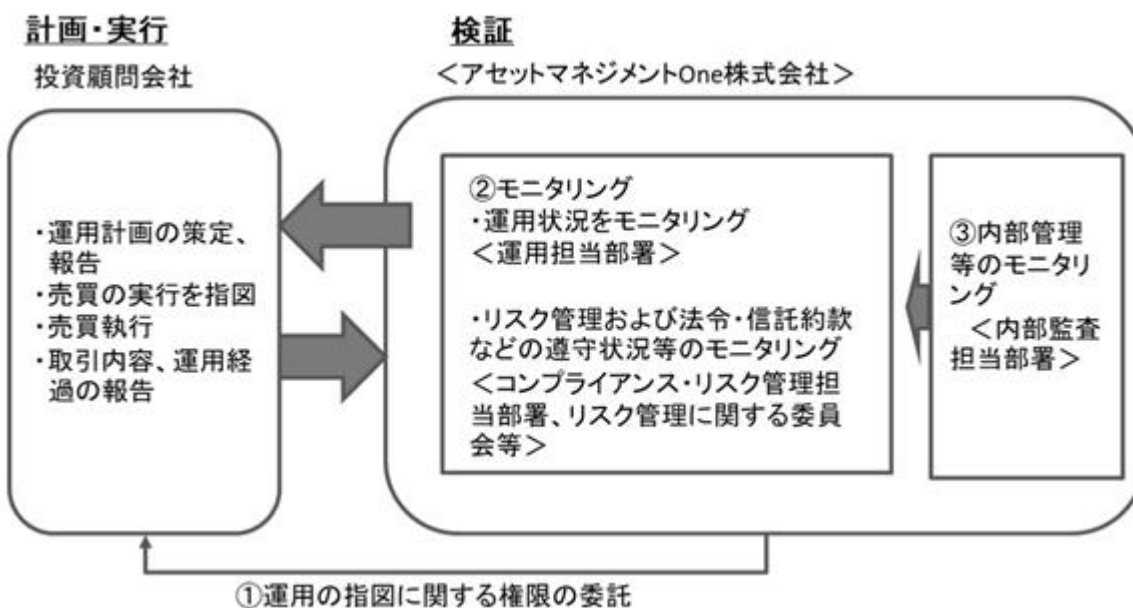 計画・実行
投資顧問会社
・運用計画の策定、
報告
・売買の実行を指図
・売買執行
・取引内容、運用経
過の報告
検証
＜アセットマネジメントOne株式会社＞
②モニタリング
・運用状況をモニタリング
＜運用担当部署＞
・リスク管理および法令・信託約款
などの遵守状況等のモニタリング
＜コンプライアンス・リスク管理担
当部署、リスク管理に関する委員
会等＞
③内部管理
等のモニタリ
ング
＜内部監査
担当部署＞
①運用の指図に関する権限の委託